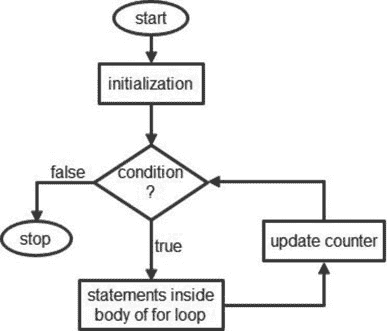 start
initialization
condition
?
false
stop
true
update counter
statements inside
body of for loop